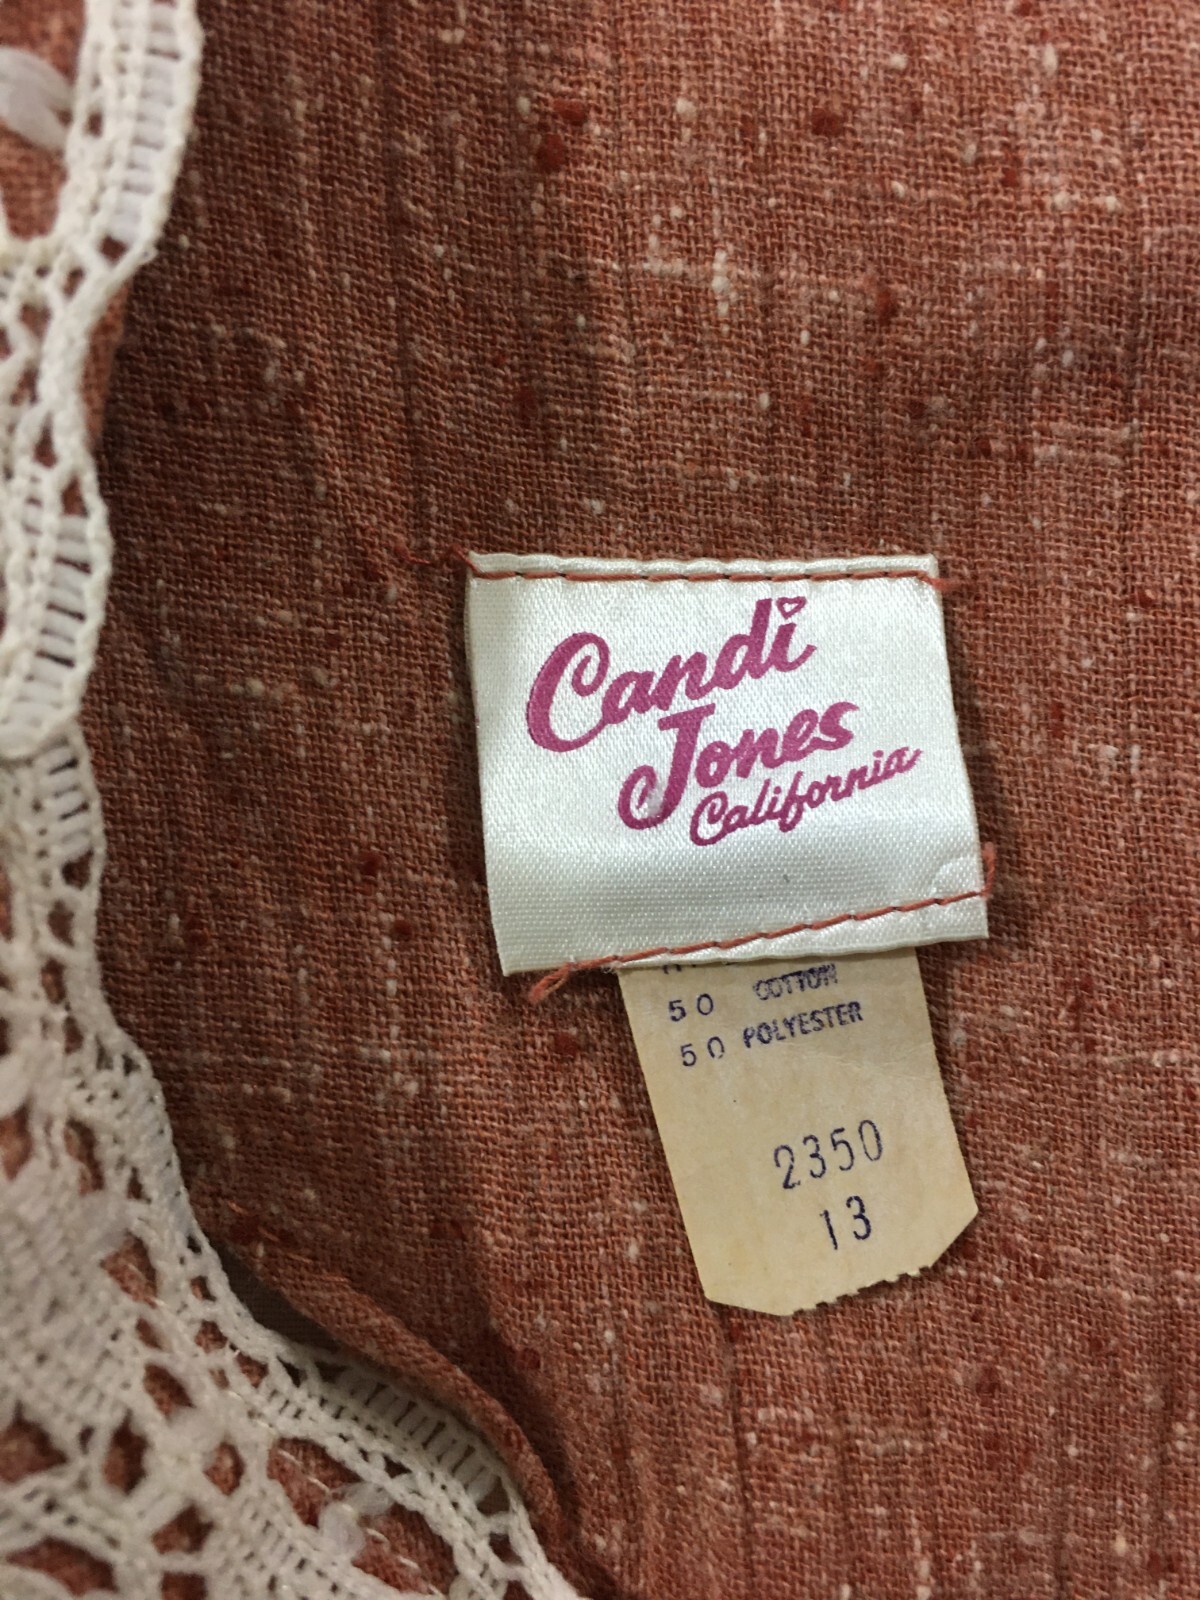 Candi
Jones
California
50 COTTON
50 POLYESTER
2350
13